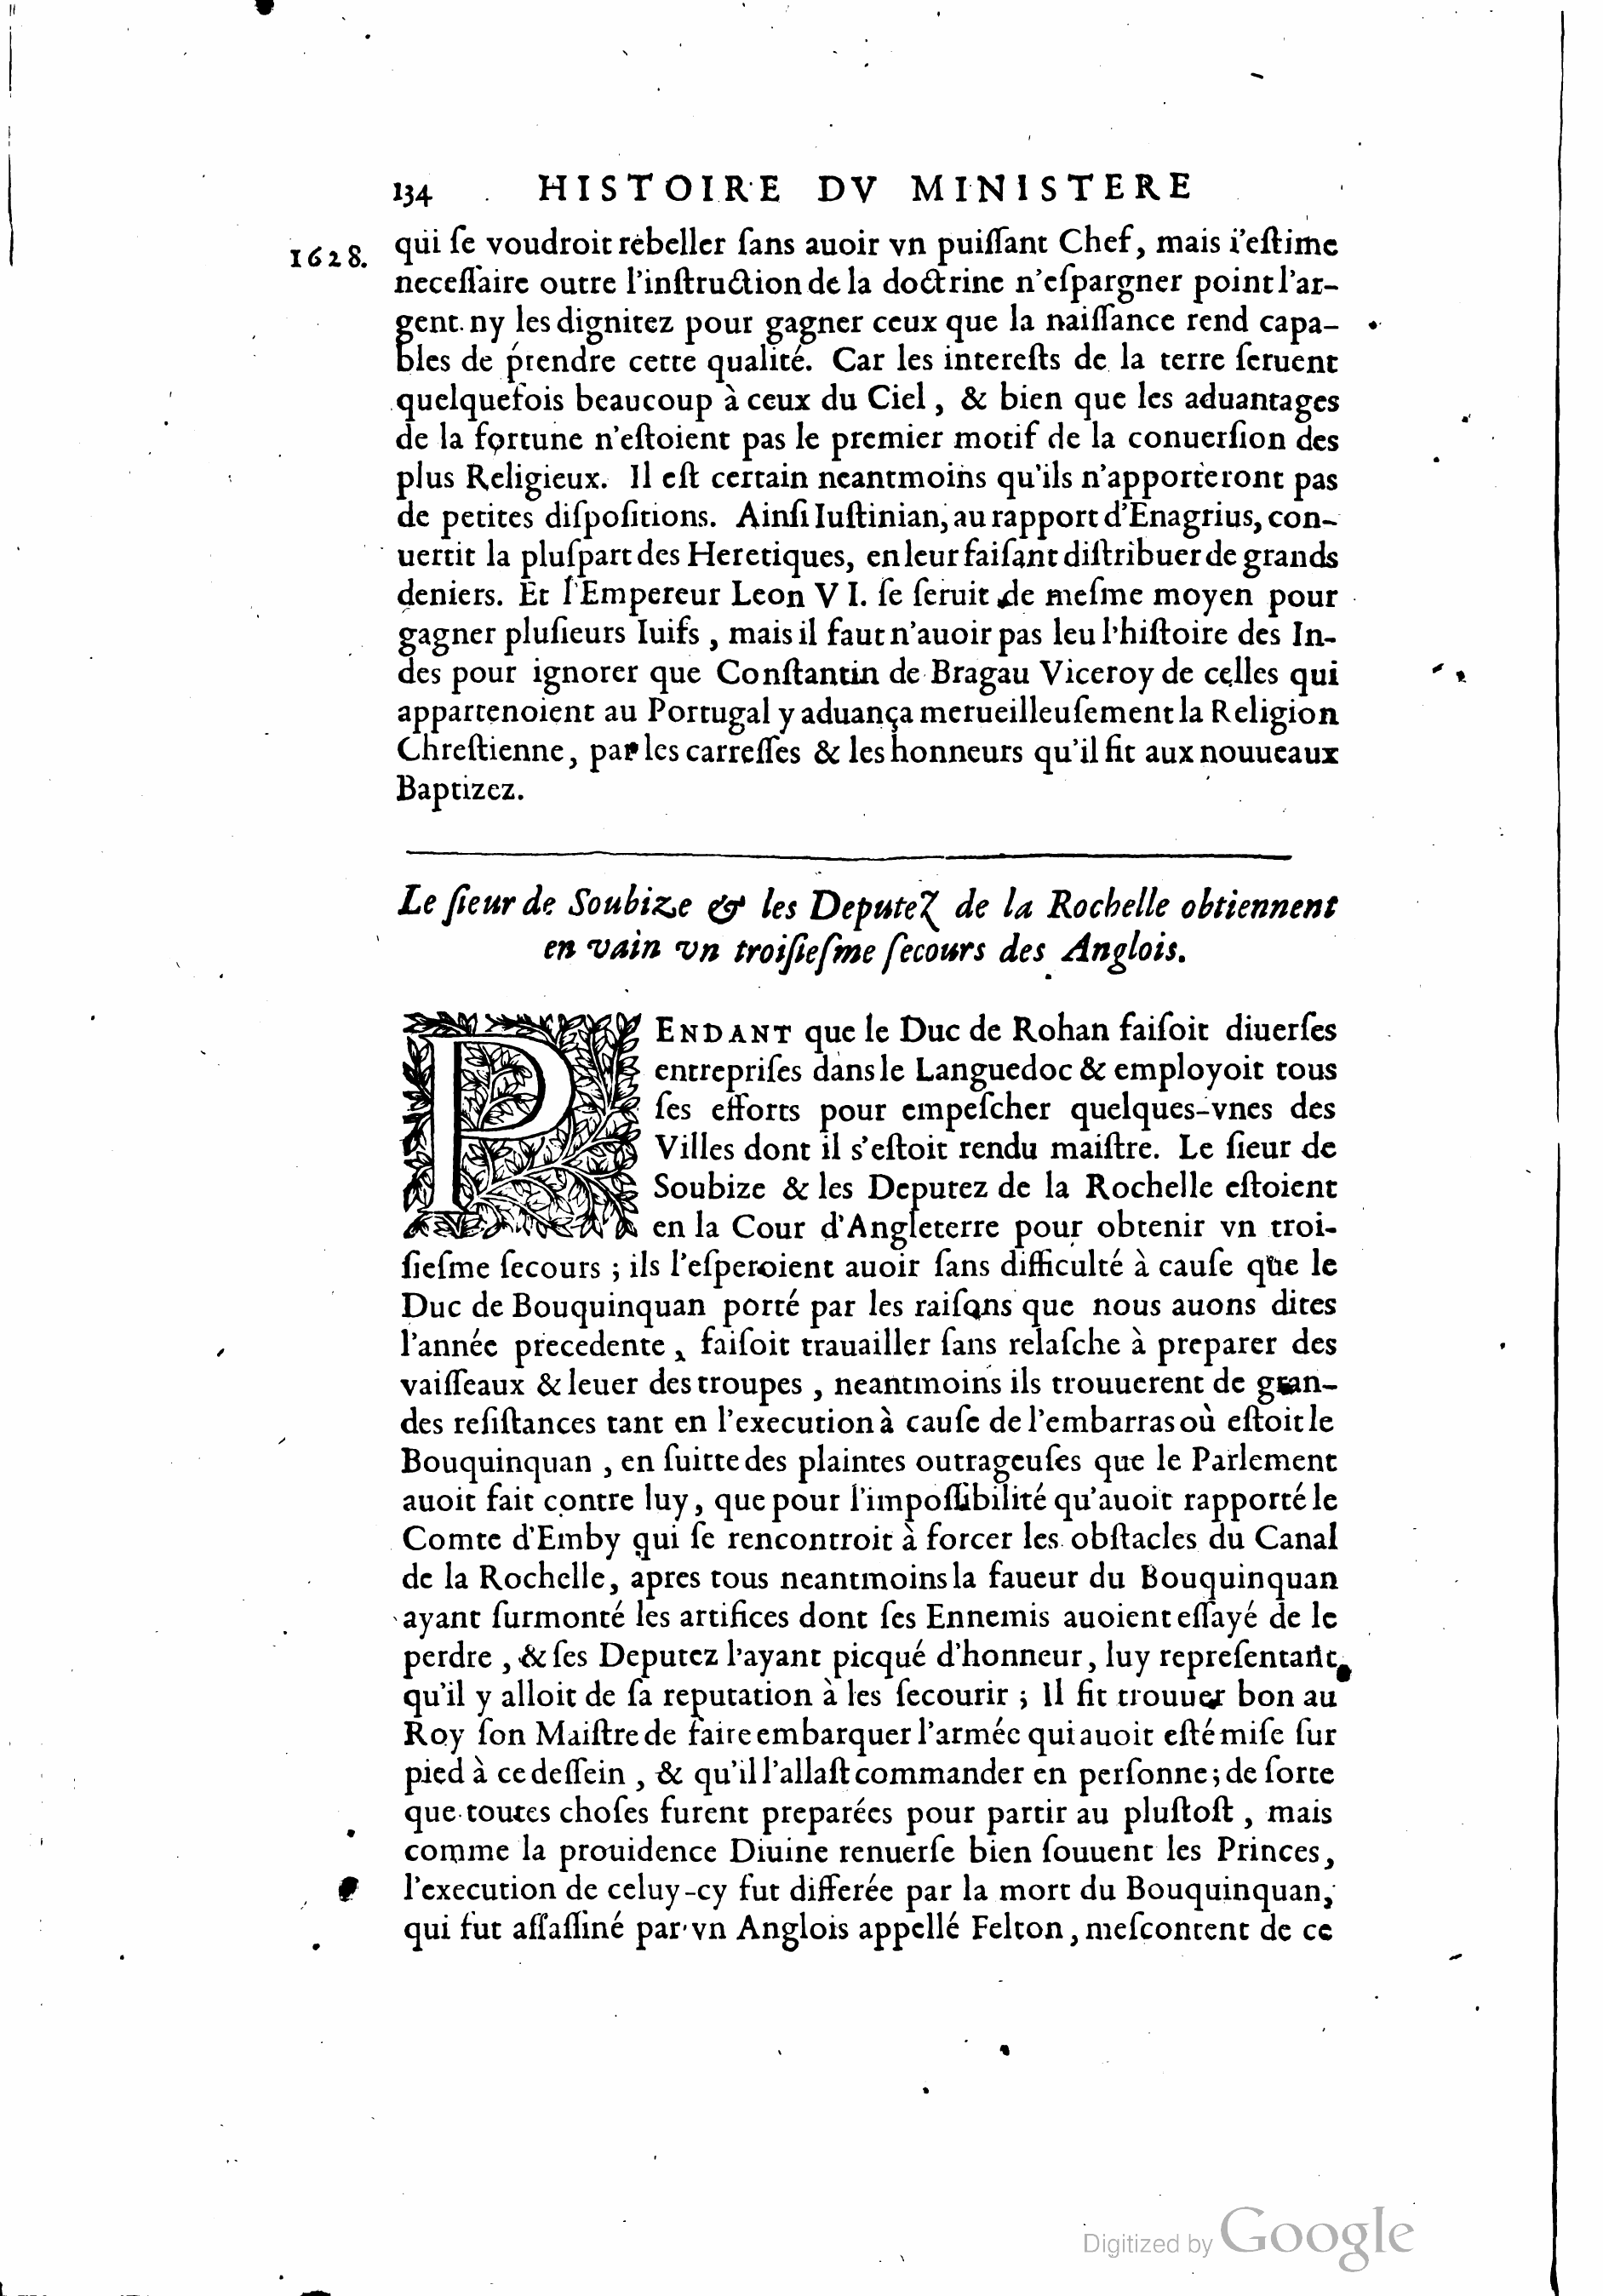 134 HISTOIRE DV MINISTERE
1628. qui ſe voudroit rebeller ſans auoir vn puiſſant Chef, mais i'eſtime
neceſſaire outre l'inſtruction de la doctrine n'eſpargner point l'ar-
gent ny les dignitez pour gagner ceux que la naiſſance rend capa-
bles de prendre cette qualité. Car les intereſts de la terre ſeruent
quelquefois beaucoup à ceux du Ciel, & bien que les aduantages
de la fortune n'eſtoient pas le premier motif de la conuerſion des
plus Religieux. Il eſt certain neantmoins qu'ils n'apporteront pas
de petites diſpoſitions. Ainſi Iuſtinian, au rapport d'Enagrius, con-
uertit la pluſpart des Heretiques, en leur faiſant diſtribuer de grands
deniers. Et l'Empereur Leon VI. ſe ſeruit de meſme moyen pour
gagner pluſieurs Iuifs, mais il faut n'auoir pas leu l'hiſtoire des In-
des pour ignorer que Conſtantin de Bragau Viceroy de celles qui
appartenoient au Portugal y aduança merueilleuſement la Religion
Chreſtienne, par les carreſſes & les honneurs qu'il fit aux nouueaux
Baptizez.
Le ſieur de Soubize & les Deputez de la Rochelle obtiennent
en vain vn troiſieſme ſecours des Anglois.
PENDANT que le Duc de Rohan faiſoit diuerſes
entrepriſes dans le Languedoc & employoit tous
ſes efforts pour empeſcher quelques-vnes des
Villes dont il s'eſtoit rendu maiſtre. Le ſieur de
Soubize & les Deputez de la Rochelle eſtoient
en la Cour d'Angleterre pour obtenir vn troi-
ſieſme ſecours ; ils l'eſperoient auoir ſans difficulté à cauſe que le
Duc de Bouquinquan porté par les raiſons que nous auons dites
l'année precedente, faiſoit trauailler ſans relaſche à preparer des
vaiſſeaux & leuer des troupes, neantmoins ils trouuerent de gran-
des reſiſtances tant en l'execution à cauſe de l'embarras où eſtoit le
Bouquinquan, en ſuitte des plaintes outrageuſes que le Parlement
auoit fait contre luy, que pour l'impoſſibilité qu'auoit rapporté le
Comte d'Emby qui ſe rencontroit à forcer les obſtacles du Canal
de la Rochelle, apres tous neantmoins la faueur du Bouquinquan
ayant ſurmonté les artifices dont ſes Ennemis auoient eſſayé de le
perdre, & ſes Deputez l'ayant picqué d'honneur, luy repreſentant
qu'il y alloit de ſa reputation à les ſecourir ; Il fit trouuer bon au
Roy ſon Maiſtre de faire embarquer l'armée qui auoit eſté miſe ſur
pied à ce deſſein, & qu'il l'allaſt commander en perſonne ; de ſorte
que toutes choſes furent preparées pour partir au pluſtoſt, mais
comme la prouidence Diuine renuerſe bien ſouuent les Princes,
l'execution de celuy-cy fut differée par la mort du Bouquinquan,
qui fut aſſaſſiné par vn Anglois appellé Felton, meſcontent de ce
Digitized by Google